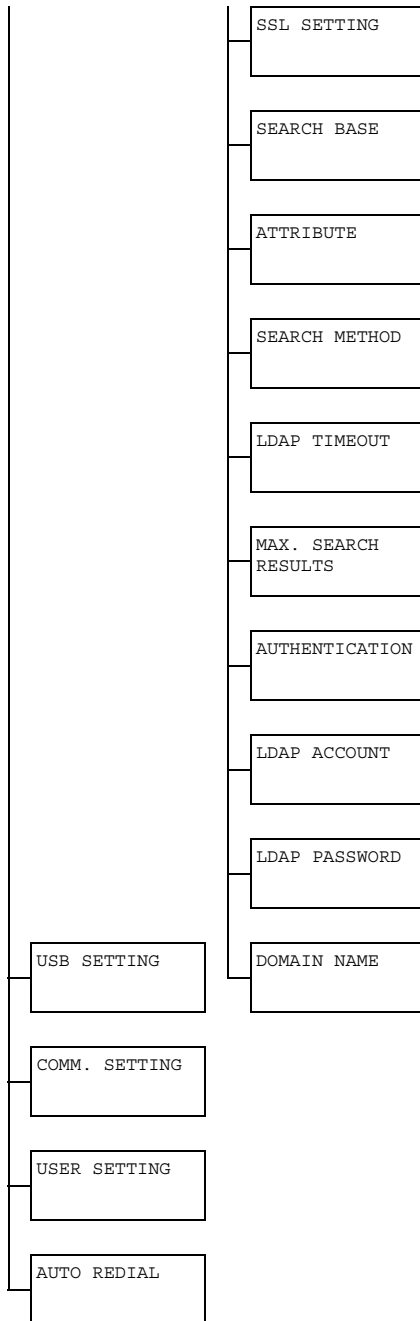 SSL SETTING
SEARCH BASE
ATTRIBUTE
SEARCH METHOD
LDAP TIMEOUT
MAX. SEARCH
RESULTS
AUTHENTICATION
LDAP ACCOUNT
LDAP PASSWORD
USB SETTING
DOMAIN NAME
COMM. SETTING
USER SETTING
AUTO REDIAL